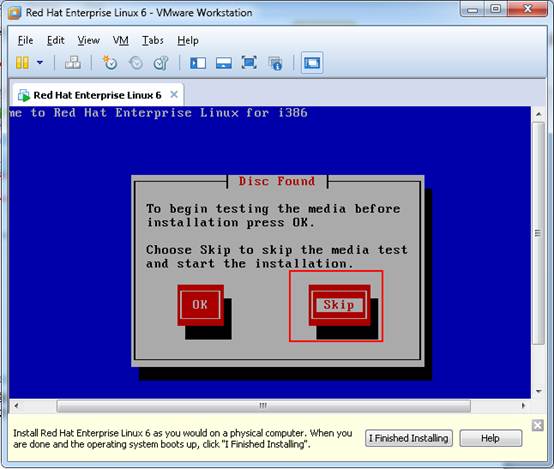 Red Hat Enterprise Linux 6 - VMware Workstation
File Edit View VM Tabs Help
Red Hat Enterprise Linux 6
me to Red Hat Enterprise Linux for i386
Disc Found
To begin testing the media before
installation press OK.
Choose Skip to skip the media test
and start the installation.
OK Skip
Install Red Hat Enterprise Linux 6 as you would on a physical computer. When you
are done and the operating system boots up, click "I Finished Installing".
I Finished Installing Help